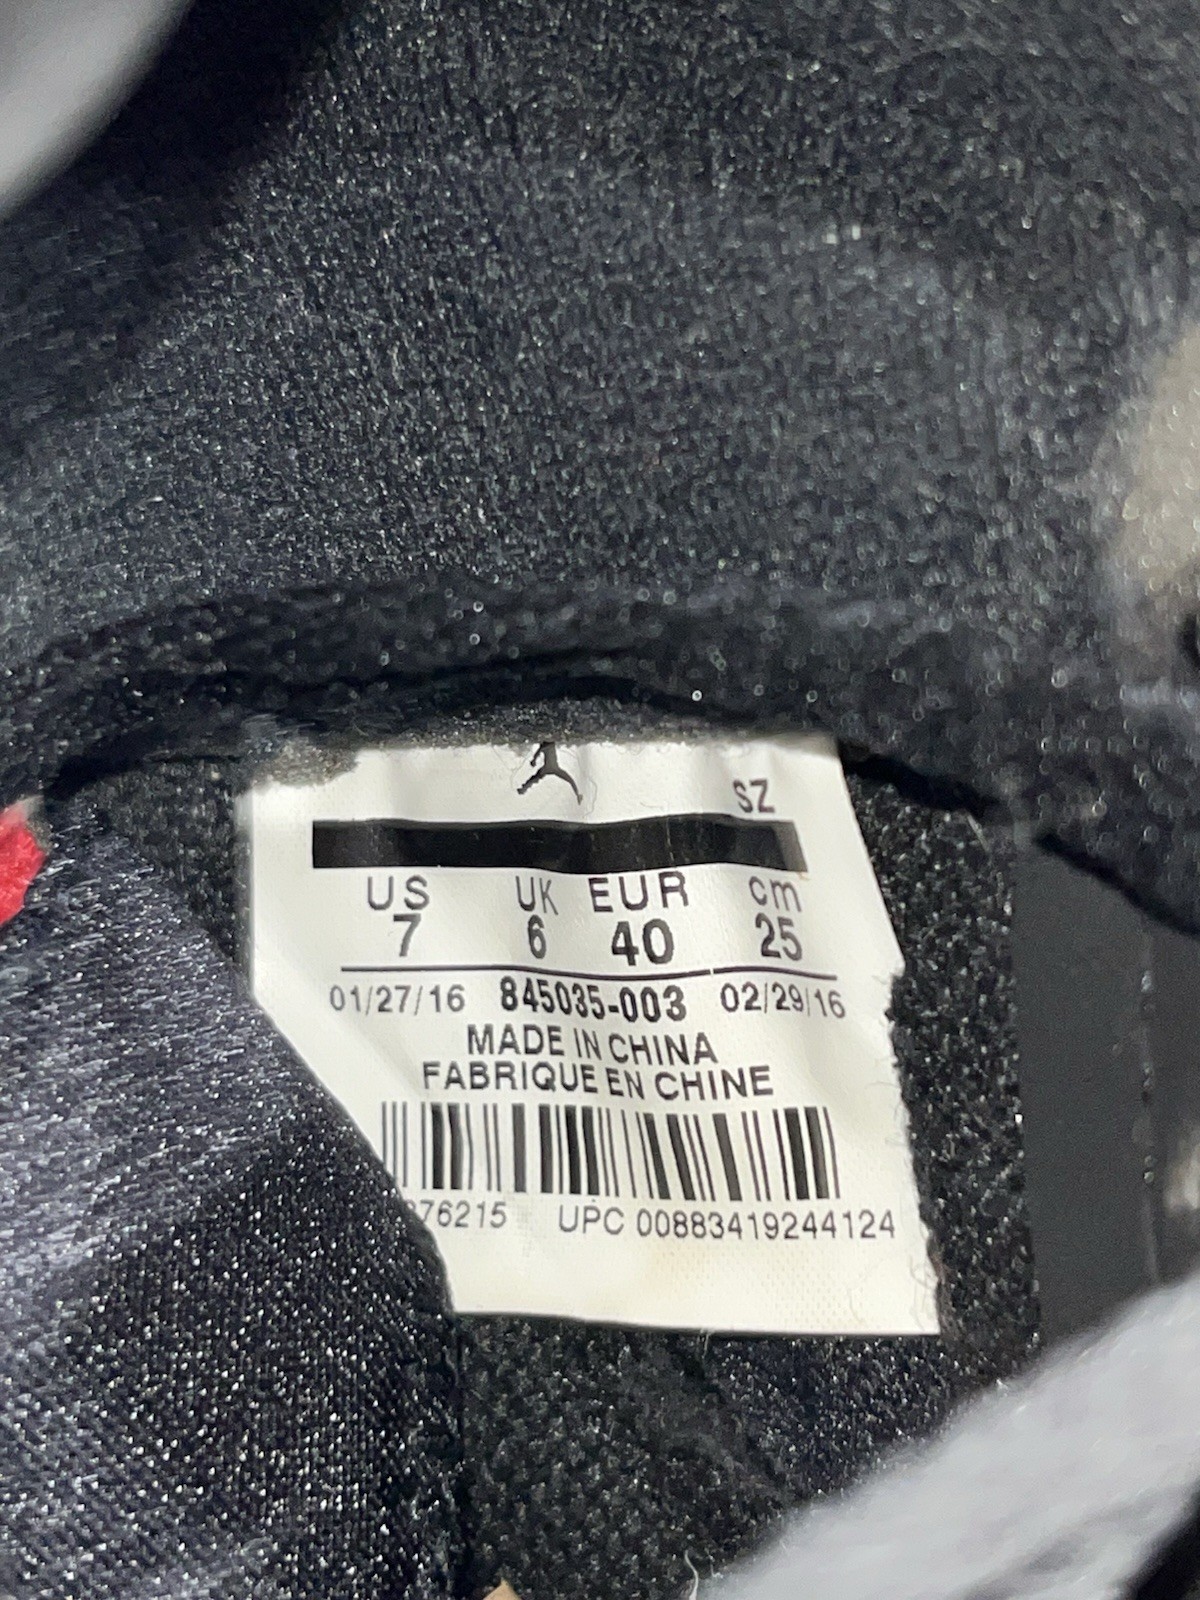 SZ
US UK EUR cm
7 6 40 25
01/27/16 845035-003 02/29/16
MADE IN CHINA
FABRIQUE EN CHINE
76215 UPC 00883419244124